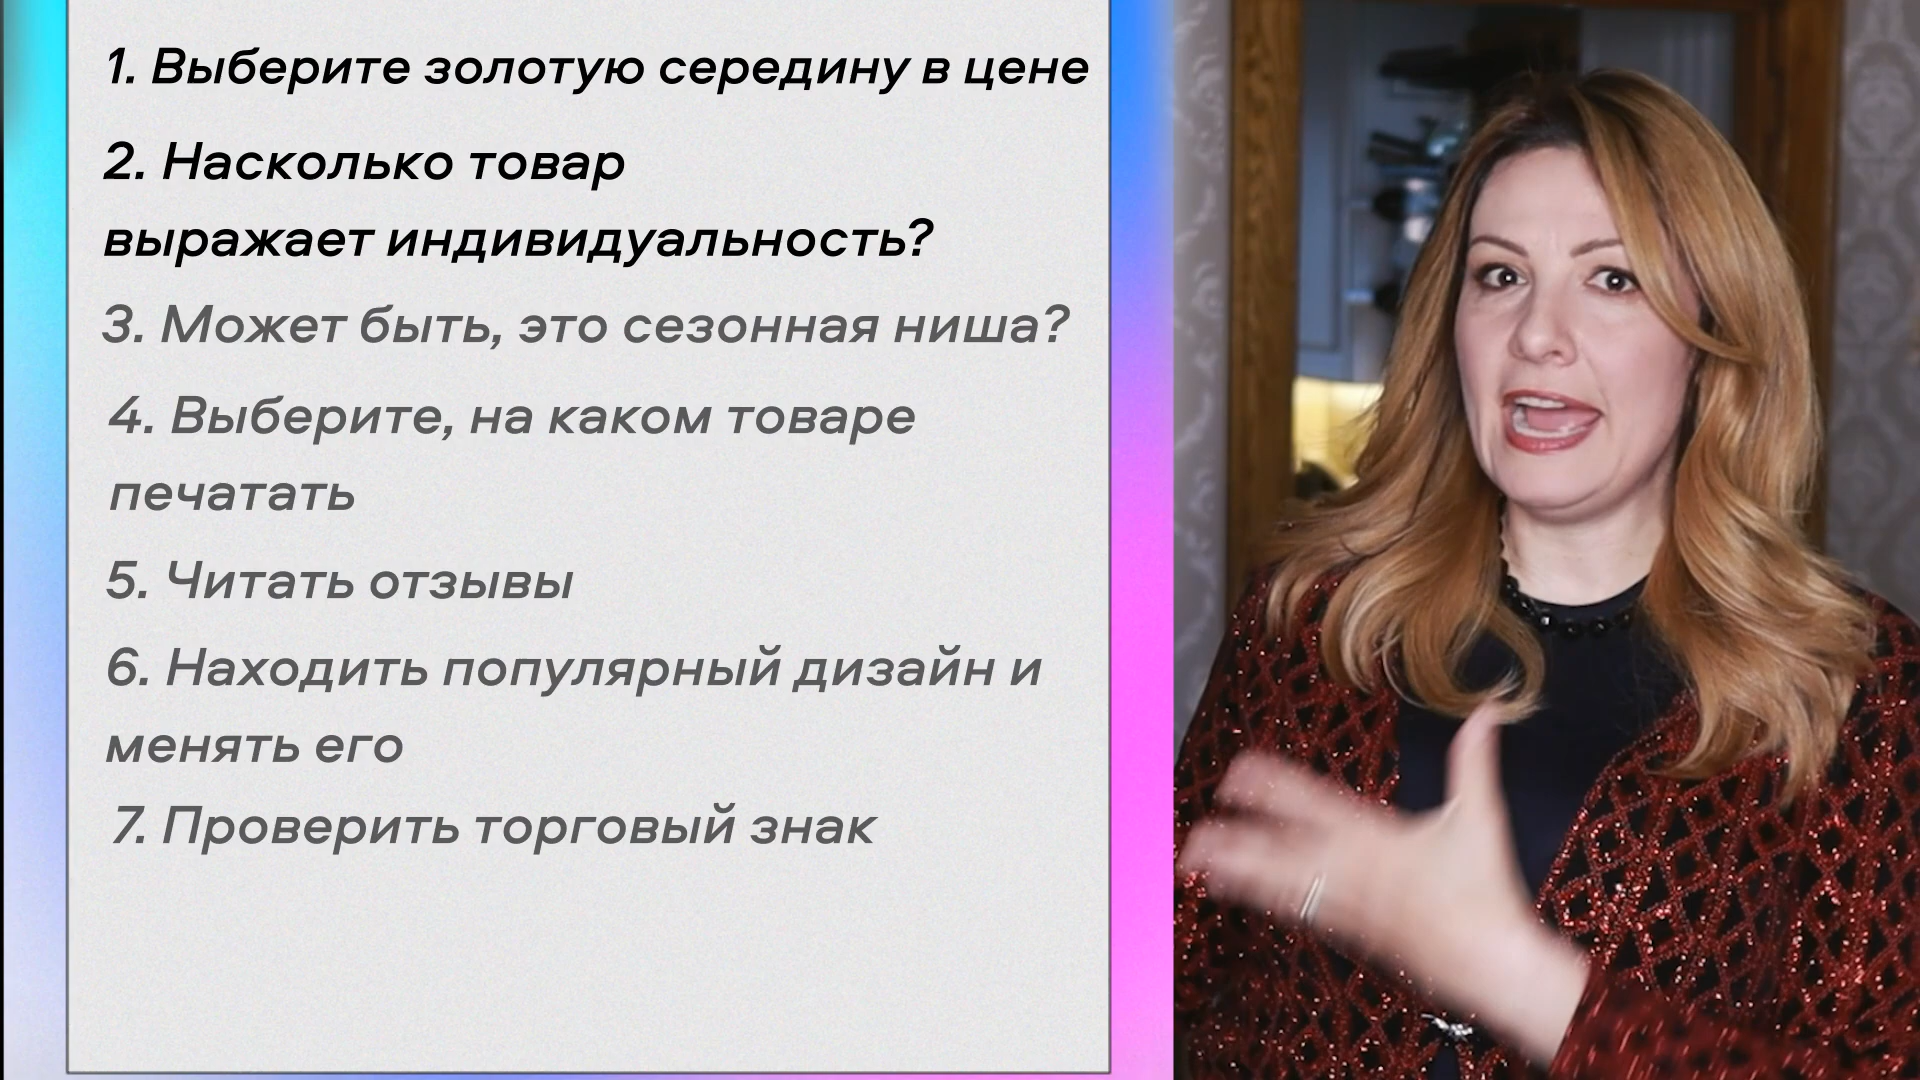 1. Выберите золотую середину в цене
2. Насколько товар
выражает индивидуальность?
3. Может быть, это сезонная ниша?
4. Выберите, на каком товаре
печатать
5. Читать отзывы
6. Находить популярный дизайн и
менять его
7. Проверить торговый знак